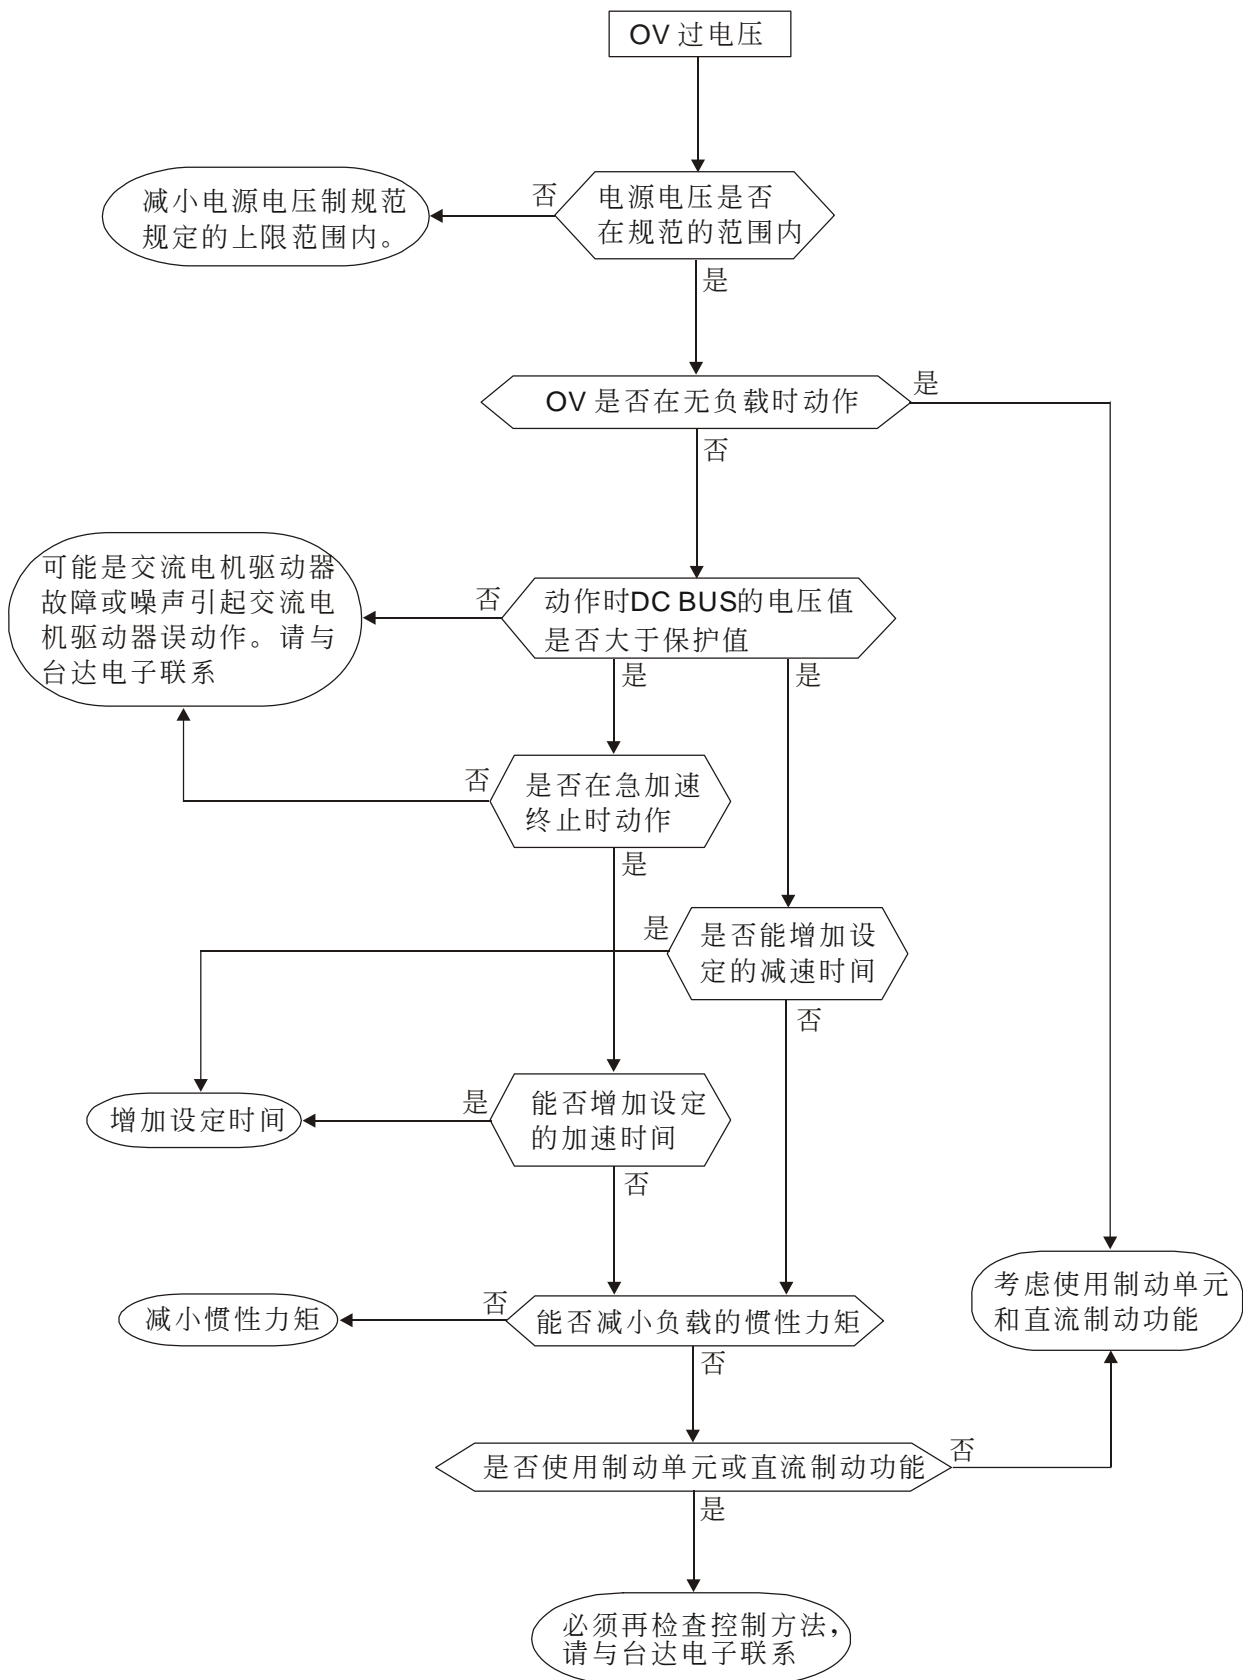 OV 过电压
否
电源电压是否
在规范的范围内
减小电源电压制规范
规定的上限范围内。
是
OV 是否在无负载时动作
是
否
可能是交流电机驱动器
故障或噪声引起交流电
机驱动器误动作。请与
台达电子联系
否
动作时DC BUS的电压值
是否大于保护值
是
是
否
是否在急加速
终止时动作
是
是
是否能增加设
定的减速时间
否
增加设定时间
是
能否增加设定
的加速时间
否
考虑使用制动单元
和直流制动功能
减小惯性力矩
否
能否减小负载的惯性力矩
否
是否使用制动单元或直流制动功能
否
是
必须再检查控制方法，
请与台达电子联系